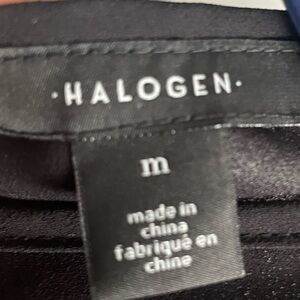 ·HALOGEN·
m
made in
china
fabriqué en
chine